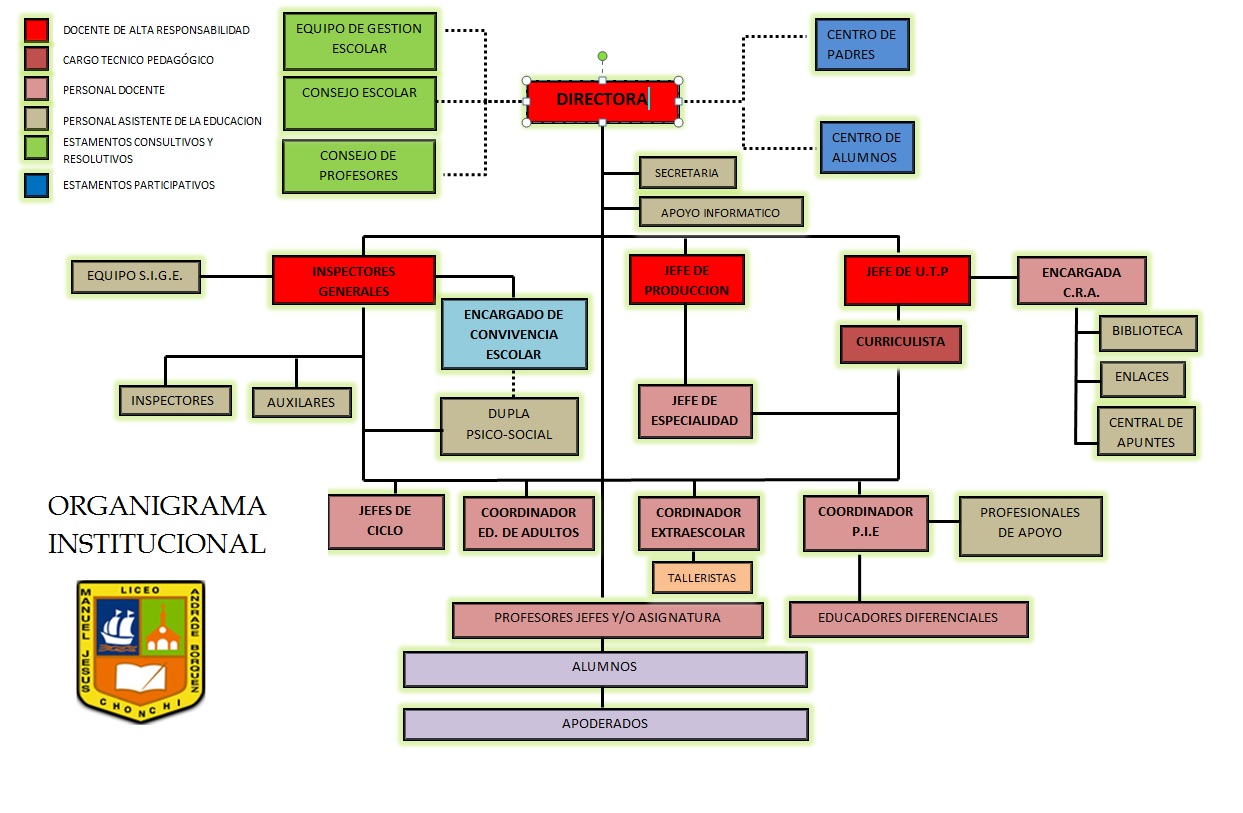 DOCENTE DE ALTA RESPONSABILIDAD
CARGO TECNICO PEDAGÓGICO
PERSONAL DOCENTE
PERSONAL ASISTENTE DE LA EDUCACION
ESTAMENTOS CONSULTIVOS Y
RESOLUTIVOS
ESTAMENTOS PARTICIPATIVOS
EQUIPO DE GESTION
ESCOLAR
CONSEJO ESCOLAR
CONSEJO DE
PROFESORES
DIRECTORA
CENTRO DE
PADRES
CENTRO DE
ALUMNOS
SECRETARIA
APOYO INFORMATICO
EQUIPO S.I.G.E.
INSPECTORES
GENERALES
JEFE DE
PRODUCCION
JEFE DE U.T.P
ENCARGADA
C.R.A.
ENCARGADO DE
CONVIVENCIA
ESCOLAR
CURRICULISTA
BIBLIOTECA
ENLACES
CENTRAL DE
APUNTES
INSPECTORES
AUXILARES
DUPLA
PSICO-SOCIAL
JEFE DE
ESPECIALIDAD
ORGANIGRAMA
INSTITUCIONAL
JEFES DE
CICLO
COORDINADOR
ED. DE ADULTOS
CORDINADOR
EXTRAESCOLAR
COORDINADOR
P.I.E
PROFESIONALES
DE APOYO
TALLERISTAS
PROFESORES JEFES Y/O ASIGNATURA
EDUCADORES DIFERENCIALES
ALUMNOS
APODERADOS
LICEO
MANUEL JESUS
ANDRADE BORQUEZ
CHONCHI